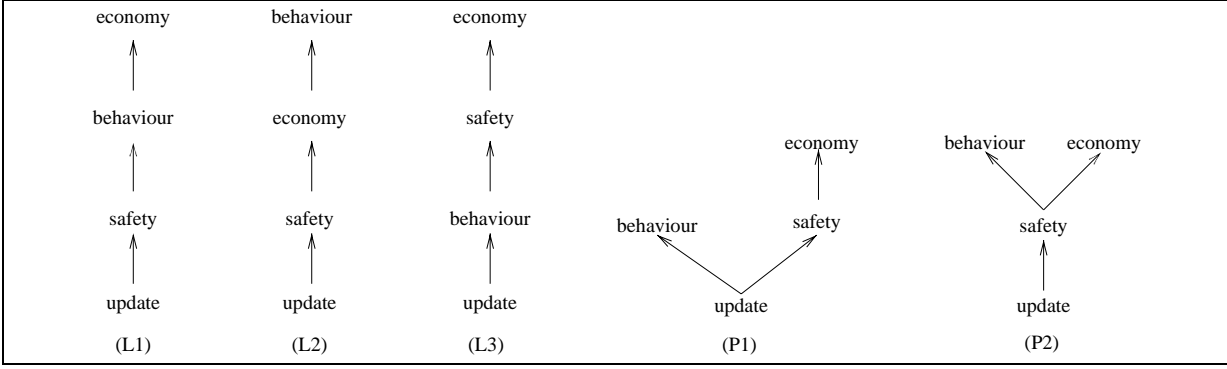 economy behaviour economy
behaviour economy safety
economy
behaviour economy
safety safety behaviour
behaviour safety
safety
update update update update update
(L1) (L2) (L3) (P1) (P2)